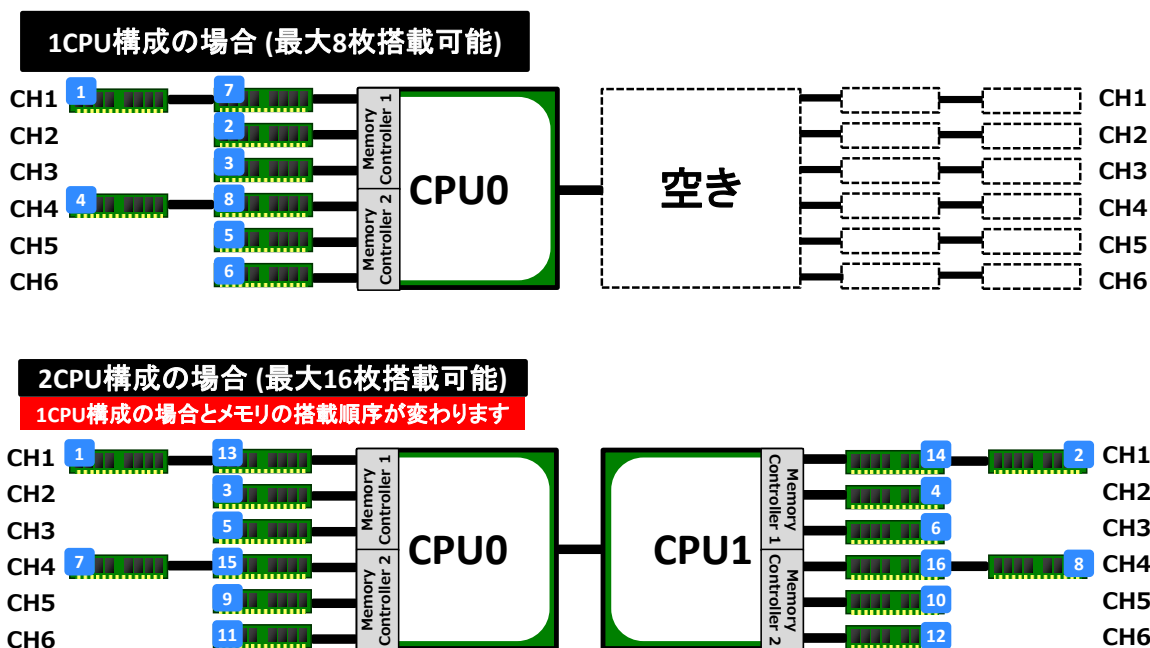 1CPU構成の場合 (最大8枚搭載可能)
CH1 1 7 CH1
CH2 2 CH2
CH3 3 CH3
CH4 4 8 CH4
CH5 5 CH5
CH6 6 CH6
Memory Controller 1
Memory Controller 2
CPU0
空き
2CPU構成の場合 (最大16枚搭載可能)
1CPU構成の場合とメモリの搭載順序が変わります
CH1 1 13 14 2 CH1
CH2 3 4 CH2
CH3 5 6 CH3
CH4 7 15 16 8 CH4
CH5 9 10 CH5
CH6 11 12 CH6
Memory Controller 1
Memory Controller 2
CPU0
CPU1
Memory Controller 1
Memory Controller 2